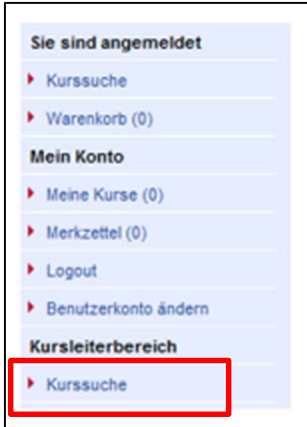 Sie sind angemeldet
Kurssuche
Warenkorb (0)
Mein Konto
Meine Kurse (0)
Merkzettel (0)
Logout
Benutzerkonto ändern
Kursleiterbereich
Kurssuche